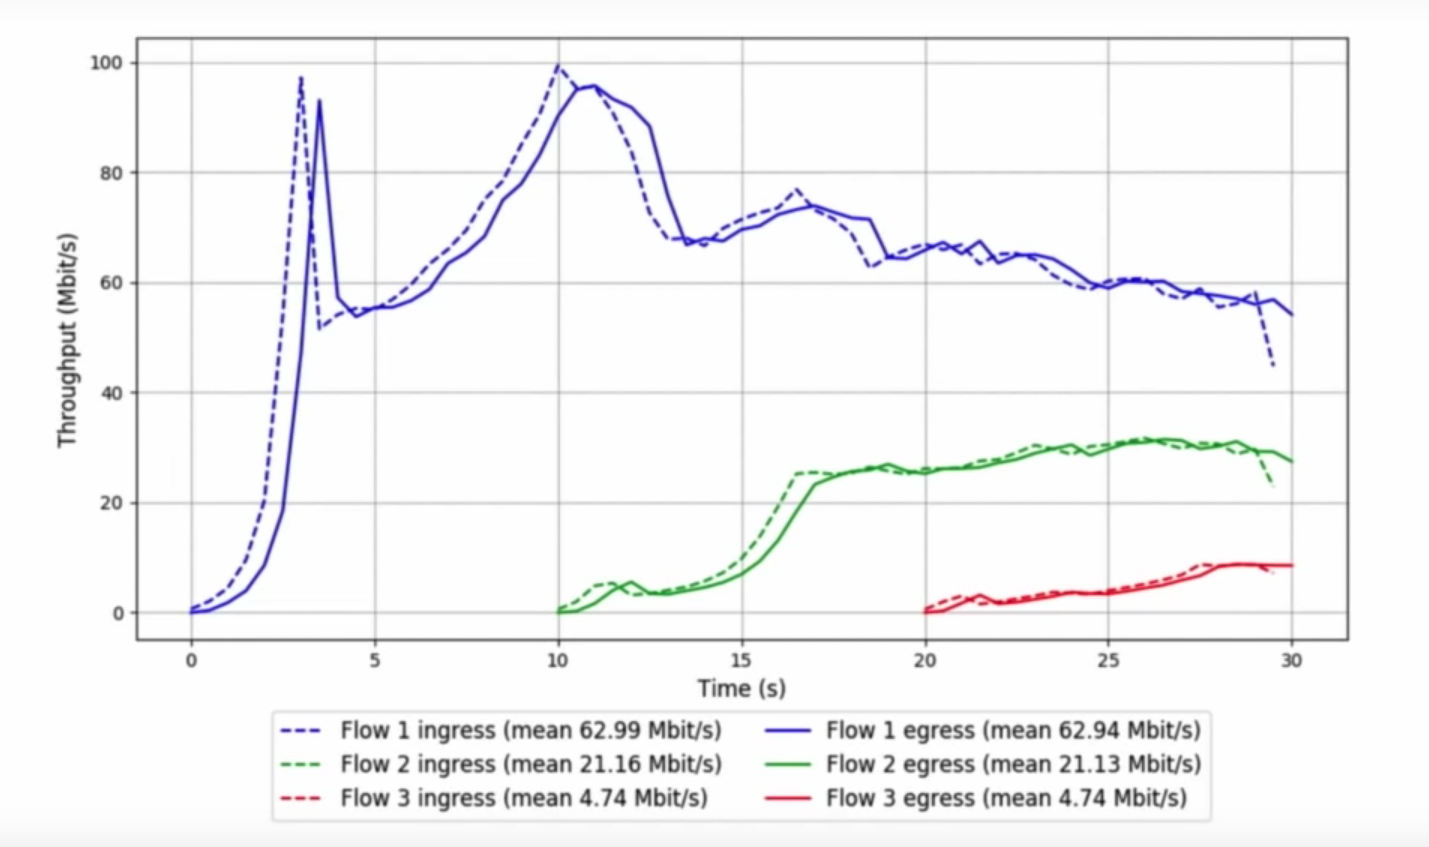 100
80
60
40
20
0
Throughput (Mbit/s)
0 5 10 15 20 25 30
Time (s)
Flow 1 ingress (mean 62.99 Mbit/s) Flow 1 egress (mean 62.94 Mbit/s)
Flow 2 ingress (mean 21.16 Mbit/s) Flow 2 egress (mean 21.13 Mbit/s)
Flow 3 ingress (mean 4.74 Mbit/s) Flow 3 egress (mean 4.74 Mbit/s)